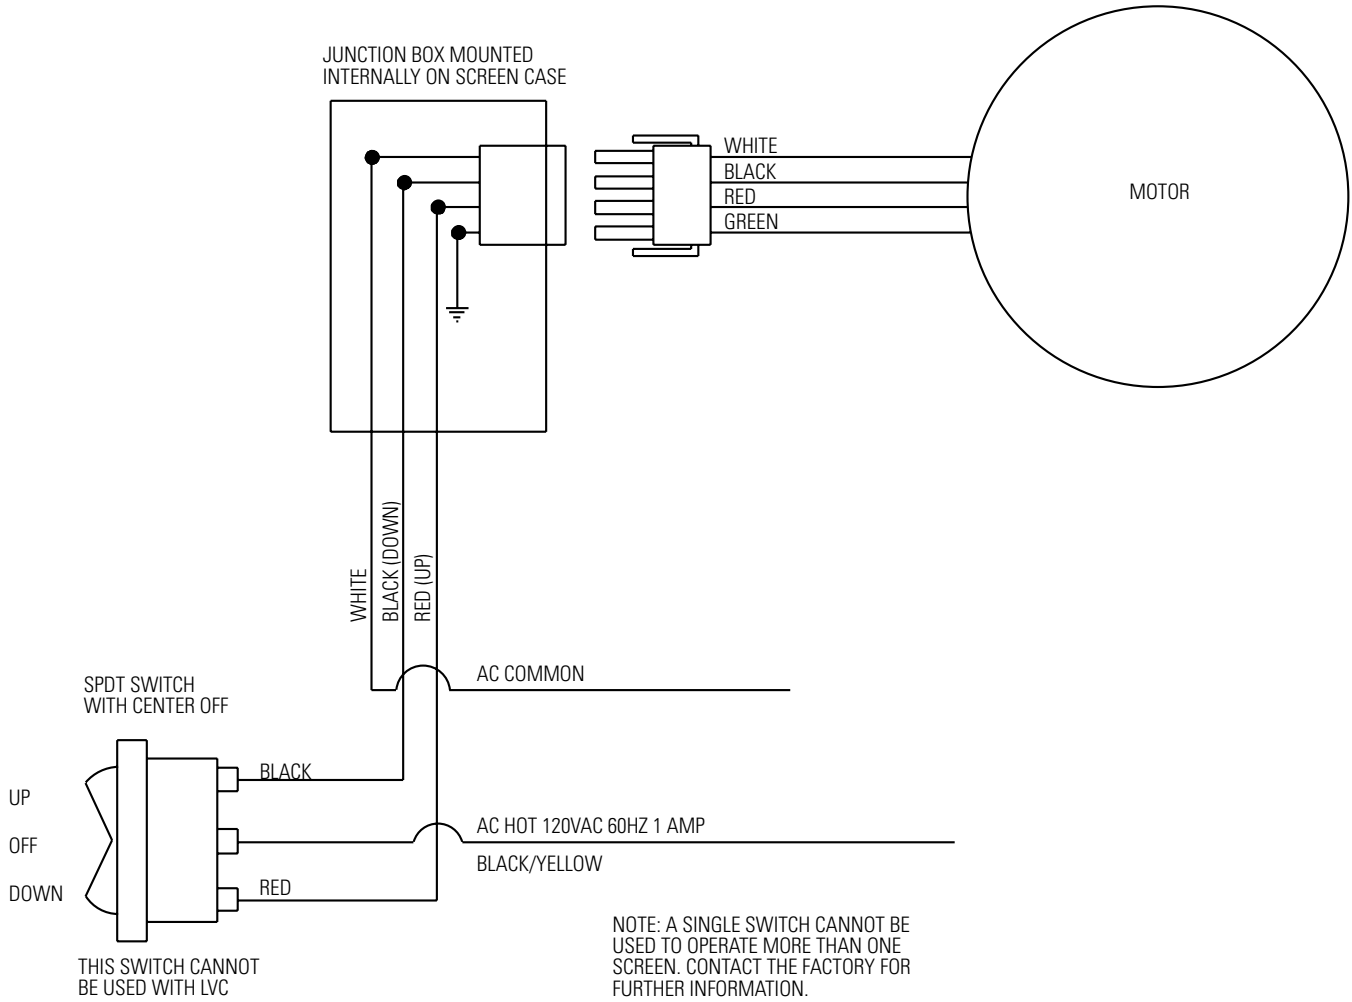 JUNCTION BOX MOUNTED
INTERNALLY ON SCREEN CASE
WHITE
BLACK
RED
GREEN
MOTOR
WHITE
BLACK (DOWN)
RED (UP)
AC COMMON
SPDT SWITCH
WITH CENTER OFF
BLACK
UP
OFF
DOWN
AC HOT 120VAC 60HZ 1 AMP
BLACK/YELLOW
RED
NOTE: A SINGLE SWITCH CANNOT BE
USED TO OPERATE MORE THAN ONE
SCREEN. CONTACT THE FACTORY FOR
FURTHER INFORMATION.
THIS SWITCH CANNOT
BE USED WITH LVC